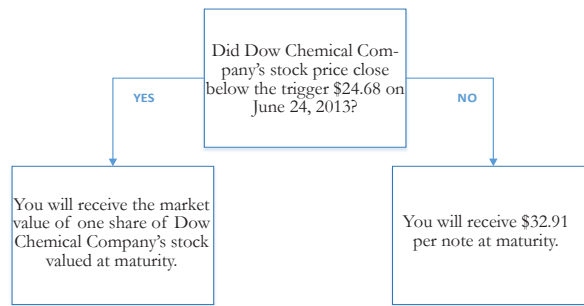 Did Dow Chemical Com-
pany's stock price close
below the trigger $24.68 on
June 24, 2013?
YES
NO
You will receive the market
value of one share of Dow
Chemical Company's stock
valued at maturity.
You will receive $32.91
per note at maturity.